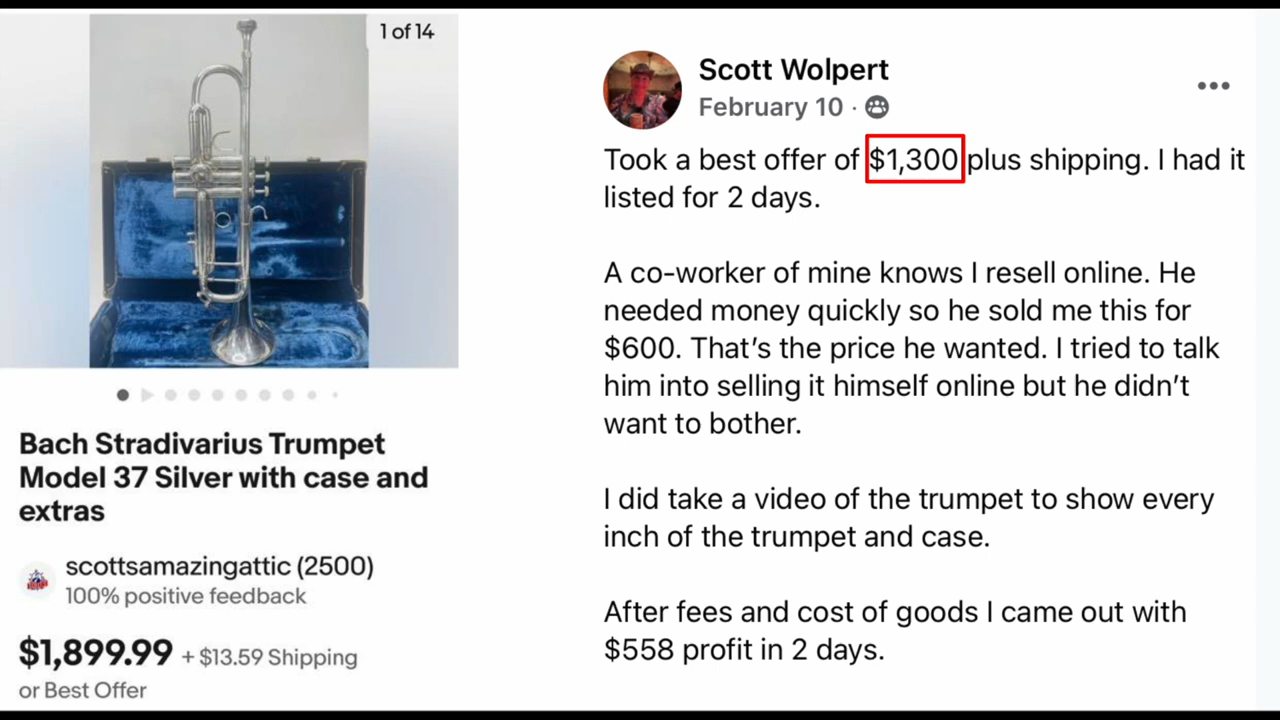 1 of 14
Bach Stradivarius Trumpet
Model 37 Silver with case and
extras
scottsamazingattic (2500)
100% positive feedback
$1,899.99 + $13.59 Shipping
or Best Offer
Scott Wolpert
February 10 ·
Took a best offer of $1,300 plus shipping. I had it
listed for 2 days.
A co-worker of mine knows I resell online. He
needed money quickly so he sold me this for
$600. That’s the price he wanted. I tried to talk
him into selling it himself online but he didn’t
want to bother.
I did take a video of the trumpet to show every
inch of the trumpet and case.
After fees and cost of goods I came out with
$558 profit in 2 days.